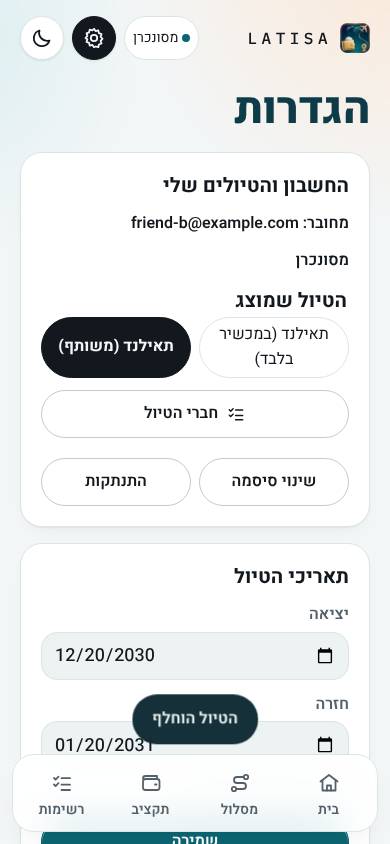 LATISA
מסונכרן
הגדרות
החשבון והטיולים שלי
מחובר: friend-b@example.com
מסונכרן
הטיול שמוצג
תאילנד (במכשיר בלבד)
תאילנד (משותף)
חברי הטיול
שינוי סיסמה
התנתקות
תאריכי הטיול
יציאה
12/20/2030
חזרה
הטיול הוחלף
01/20/2031
בית
מסלול
תקציב
רשימות
שמירה